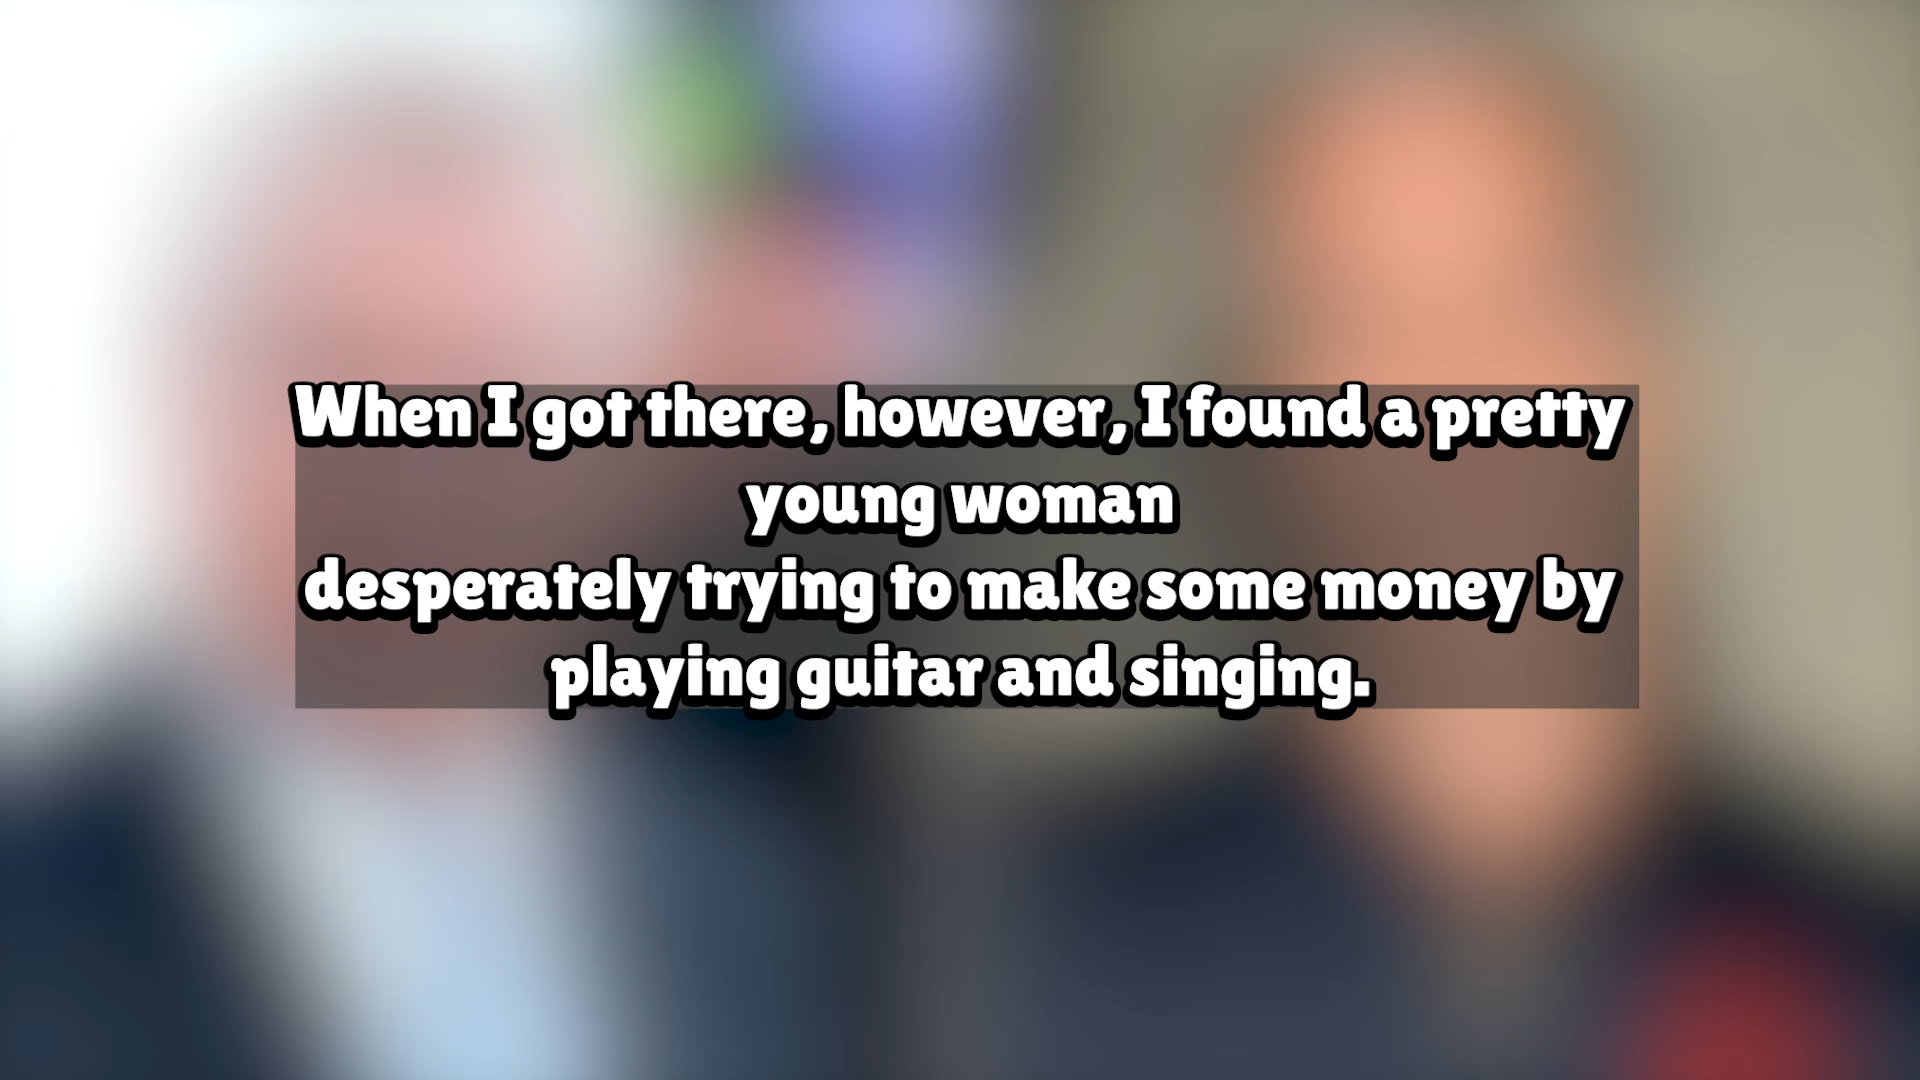 When I got there, however, I found a pretty
young woman
desperately trying to make some money by
playing guitar and singing.